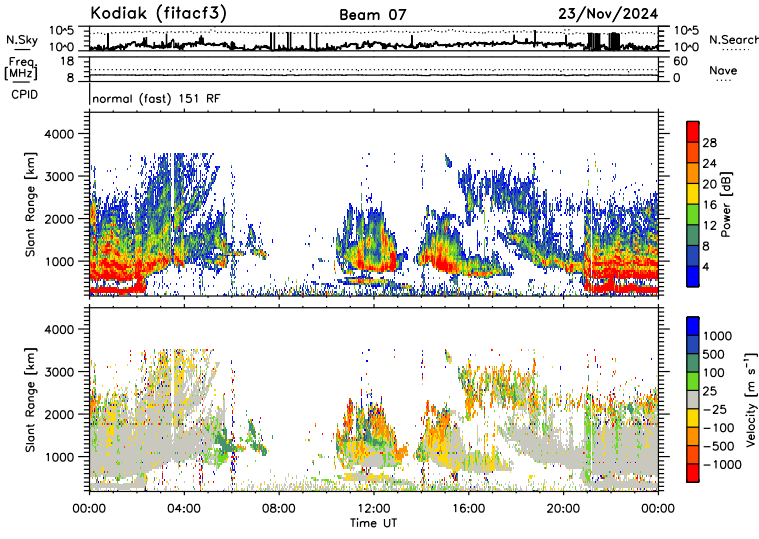 Kodiak (fitacf3) Beam 07 23/Nov/2024
N.Sky 10^5 10^0 10^5 10^0 N.Search
Freq. [MHz] 18 8 60 0 Nave
CPID normal (fast) 151 RF
Slant Range [km] 4000 3000 2000 1000
Power [dB] 28 24 20 16 12 8 4
Slant Range [km] 4000 3000 2000 1000
Velocity [m s^-1] 1000 500 100 25 -25 -100 -500 -1000
00:00 04:00 08:00 12:00 16:00 20:00 00:00
Time UT